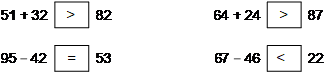 51 + 32 > 82 64 + 24 > 87
95 – 42 = 53 67 – 46 < 22